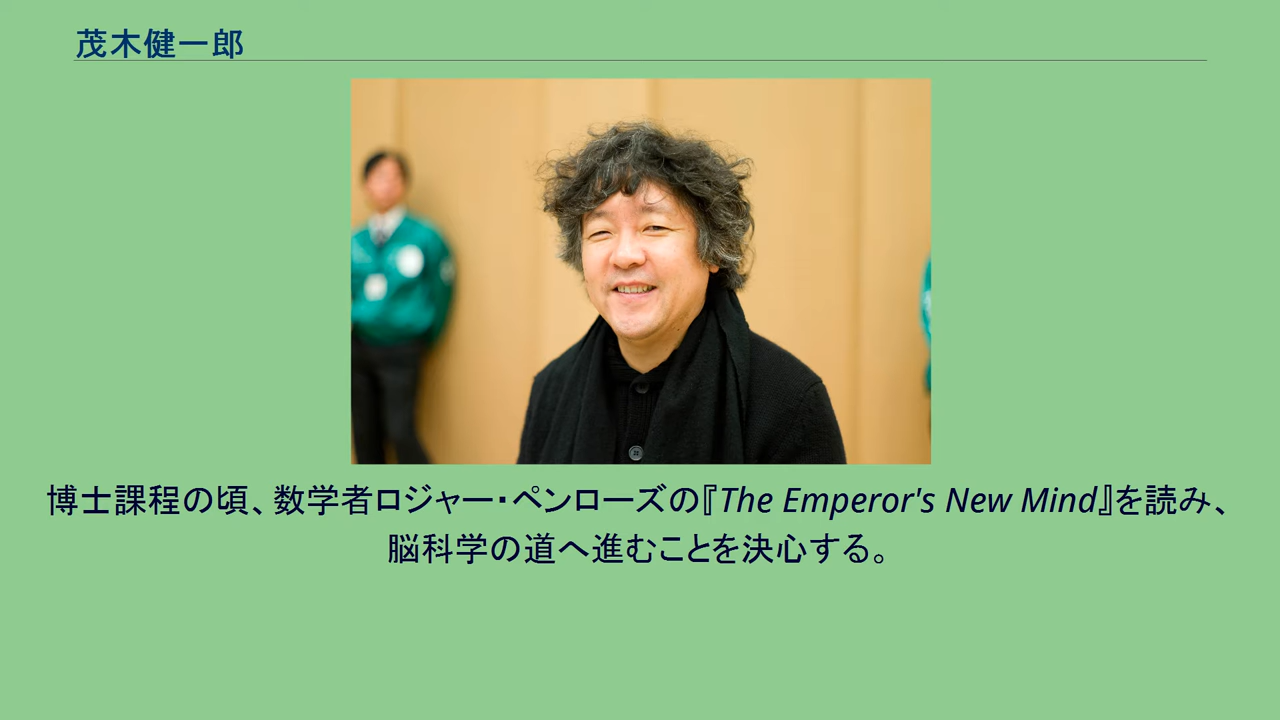 茂木健一郎
博士課程の頃、数学者ロジャー・ペンローズの『The Emperor's New Mind』を読み、
脳科学の道へ進むことを決心する。